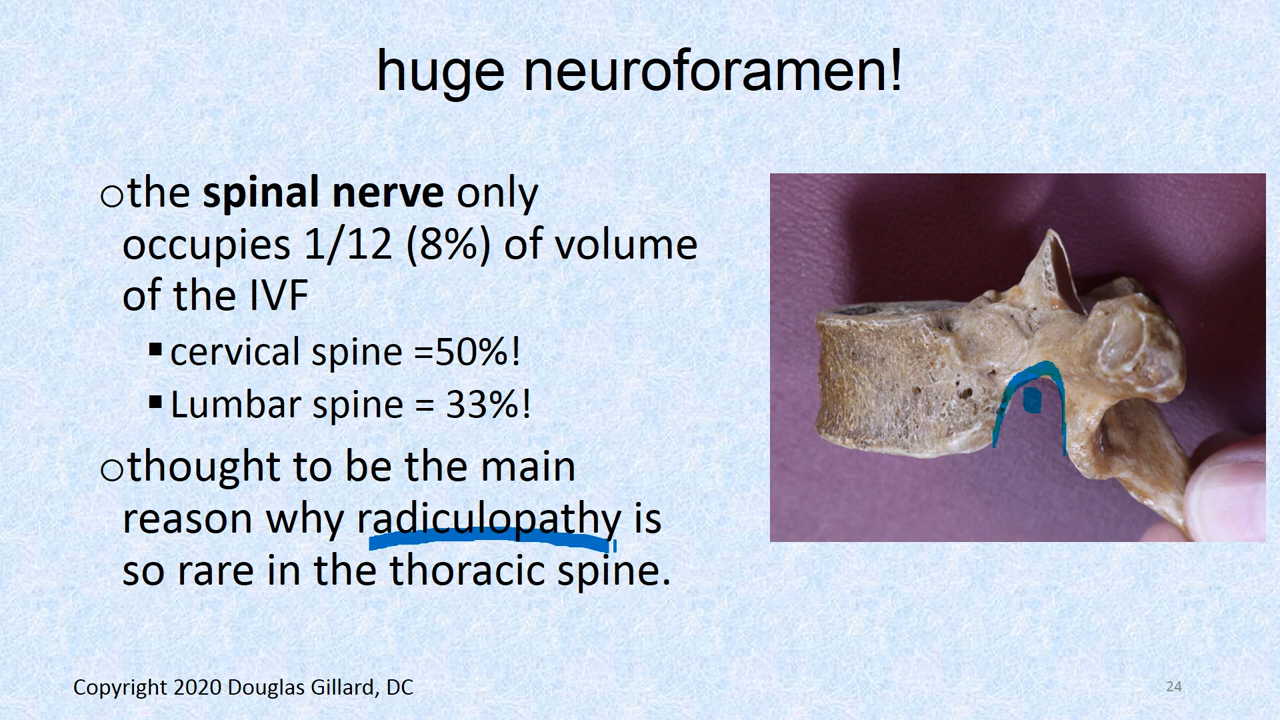 huge neuroforamen!
the spinal nerve only
occupies 1/12 (8%) of volume
of the IVF
cervical spine =50%!
Lumbar spine = 33%!
thought to be the main
reason why radiculopathy is
so rare in the thoracic spine.
Copyright 2020 Douglas Gillard, DC
24